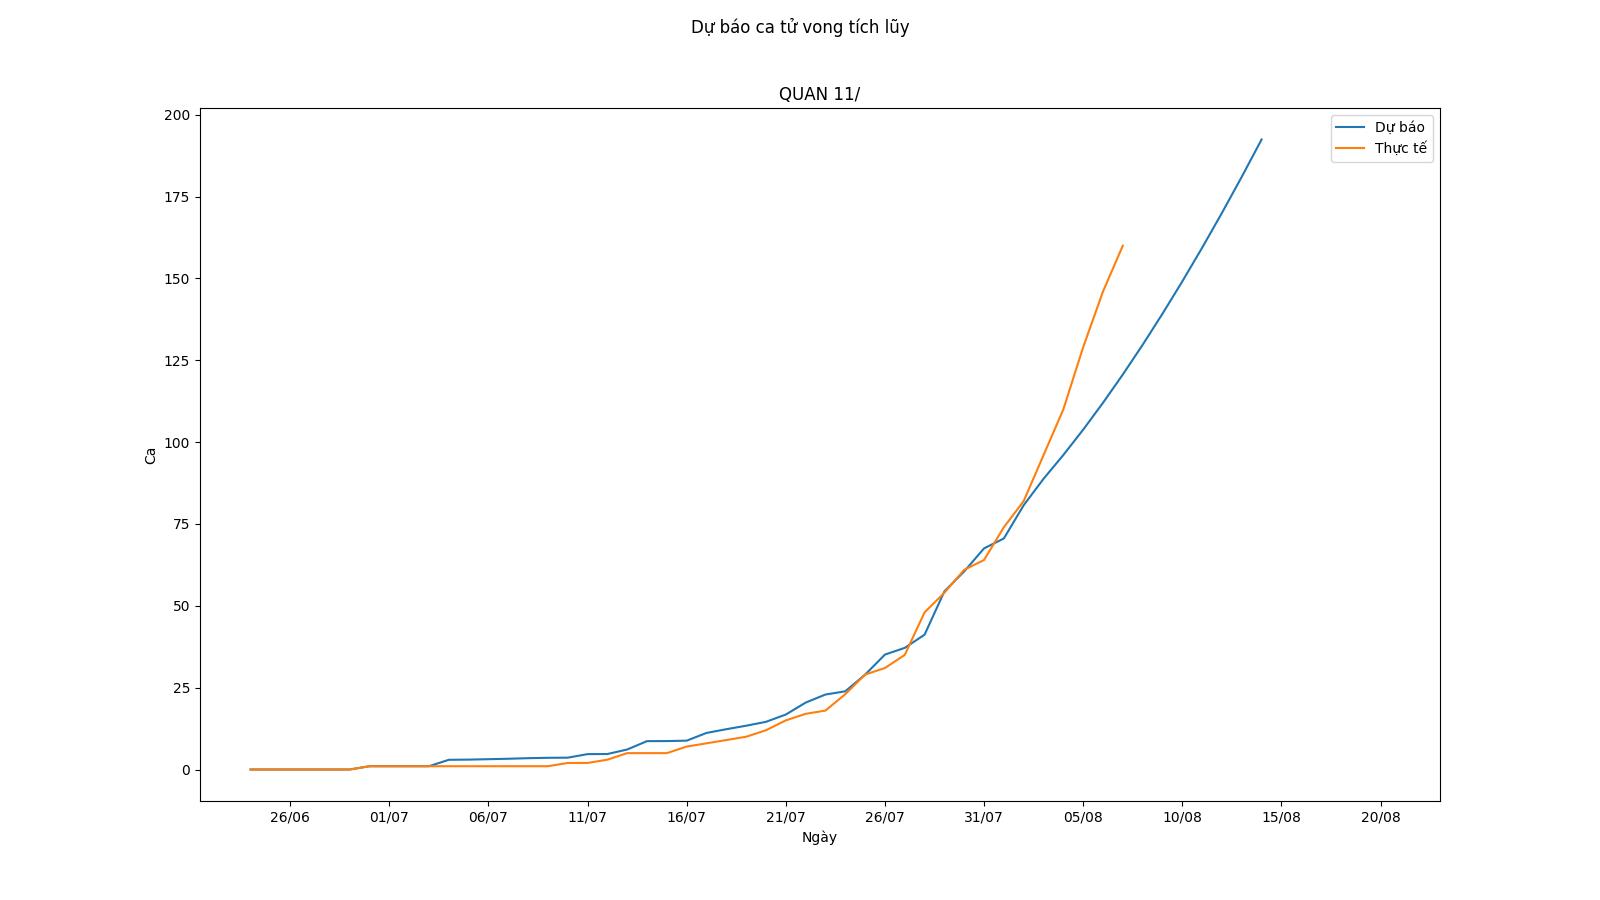 Dự báo ca tử vong tích lũy
QUAN 11/
Dự báo
Thực tế
200
175
150
125
100
75
50
25
0
Ca
26/06 01/07 06/07 11/07 16/07 21/07 26/07 31/07 05/08 10/08 15/08 20/08
Ngày